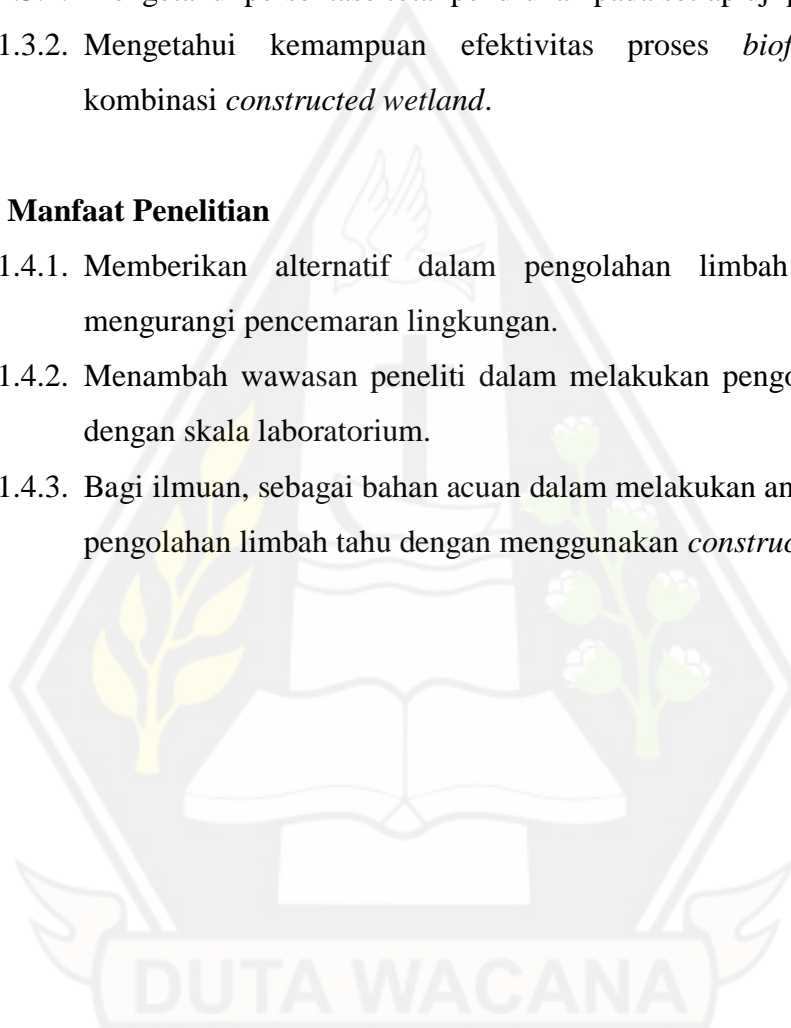 1.3.2. Mengetahui kemampuan efektivitas proses
kombinasi constructed wetland.
Manfaat Penelitian
1.4.1. Memberikan alternatif dalam pengolahan limbah
mengurangi pencemaran lingkungan.
1.4.2. Menambah wawasan peneliti dalam melakukan
dengan skala laboratorium.
1.4.3. Bagi ilmuan, sebagai bahan acuan dalam melakukan
pengolahan limbah tahu dengan menggunakan
DUTA WACANA